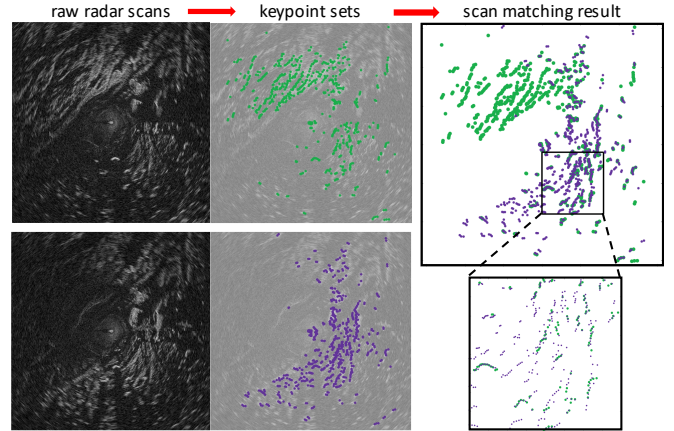 raw radar scans
keypoint sets
scan matching result